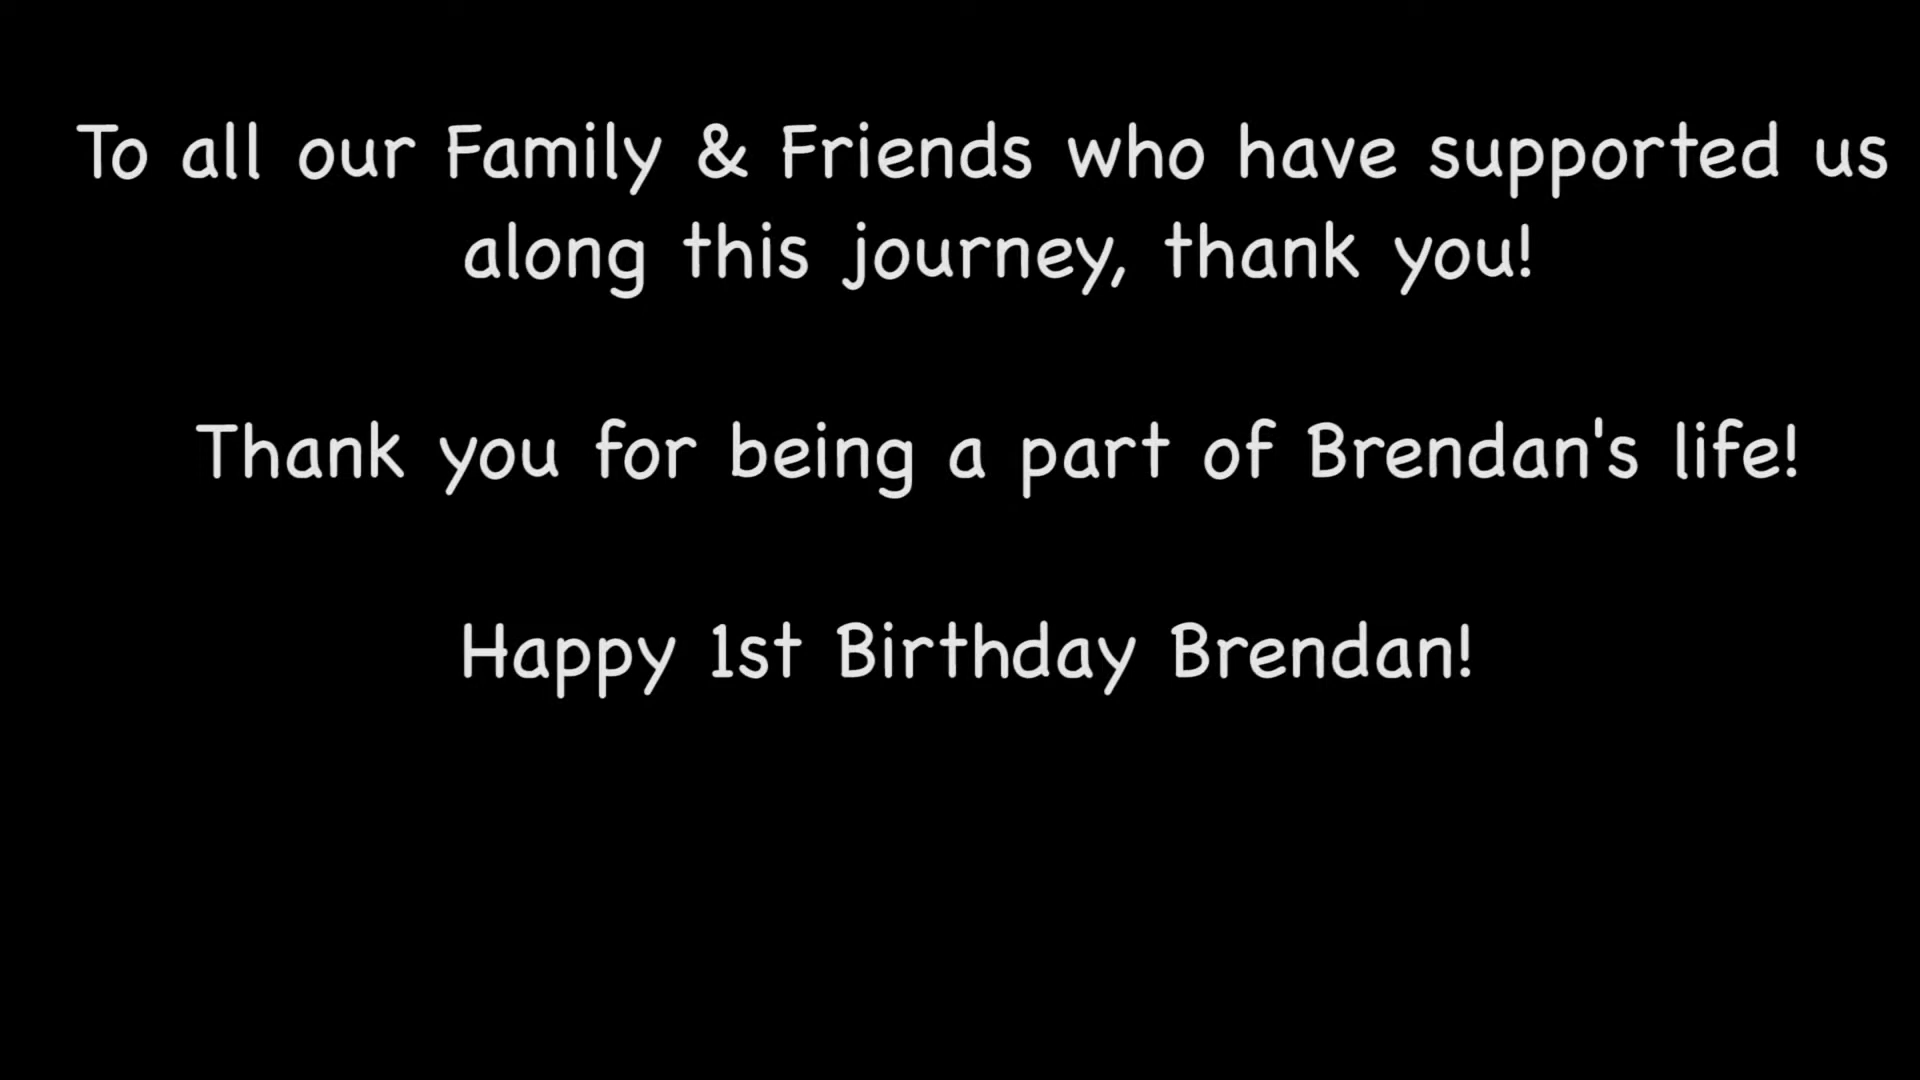 To all our Family & Friends who have supported us
along this journey, thank you!
Thank you for being a part of Brendan's life!
Happy 1st Birthday Brendan!